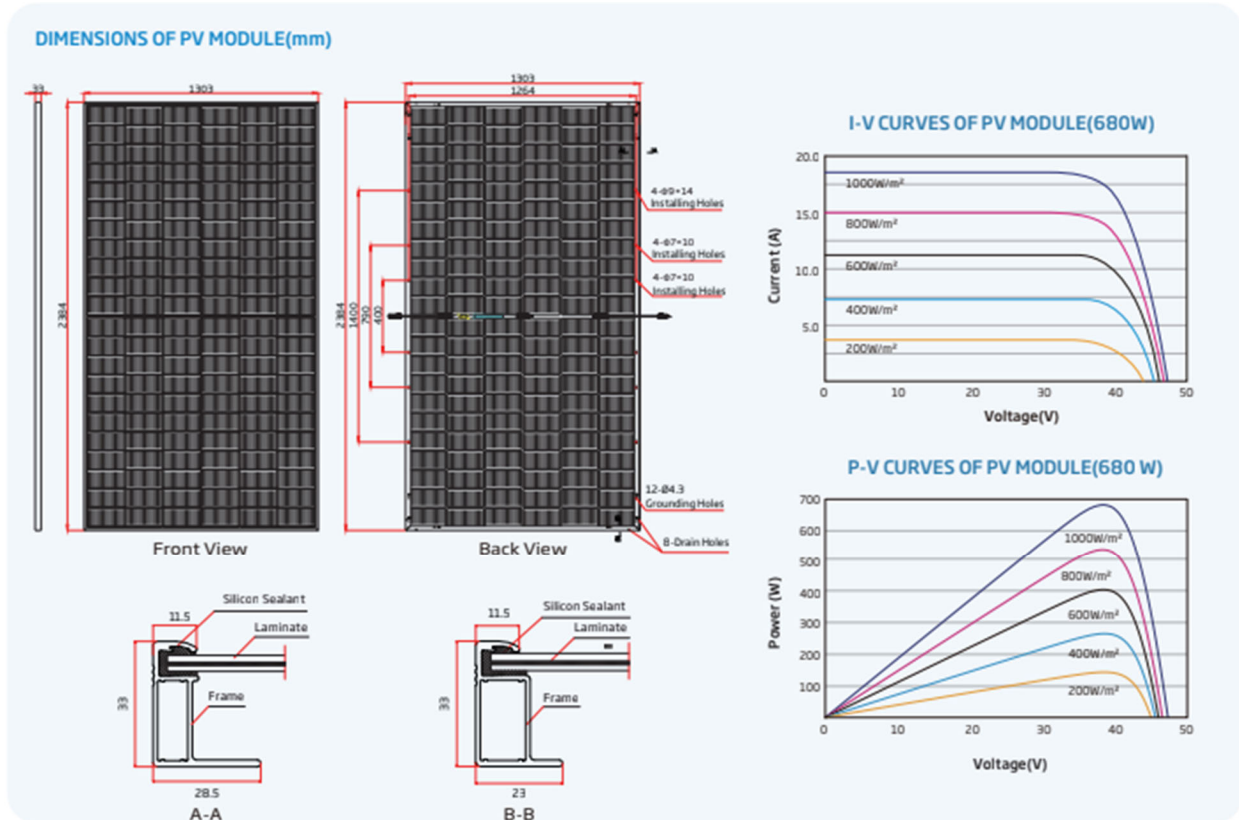 DIMENSIONS OF PV MODULE(mm)
33
1303
2384
Front View
1303
1264
2384
1400
790
400
4-ø9*14
Installing Holes
4-ø7*10
Installing Holes
4-ø7*10
Installing Holes
12-Ø4.3
Grounding Holes
8-Drain Holes
Back View
11.5
Silicon Sealant
Laminate
Frame
33
28.5
A-A
11.5
Silicon Sealant
Laminate
Frame
33
23
B-B
I-V CURVES OF PV MODULE(680W)
Current (A)
20.0
15.0
10.0
5.0
1000W/m²
800W/m²
600W/m²
400W/m²
200W/m²
0 10 20 30 40 50
Voltage(V)
P-V CURVES OF PV MODULE(680 W)
Power (W)
700
600
500
400
300
200
100
1000W/m²
800W/m²
600W/m²
400W/m²
200W/m²
0 10 20 30 40 50
Voltage(V)